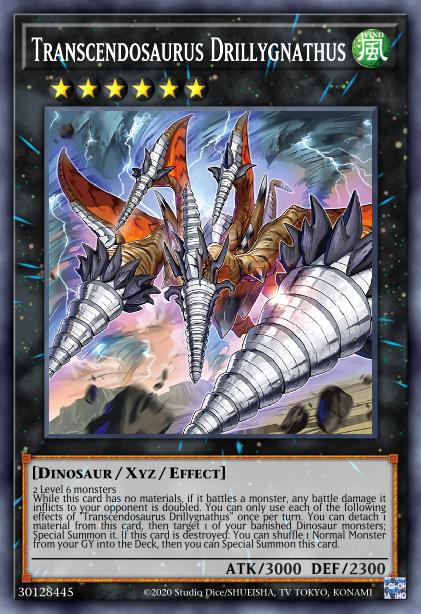 TRANSCENDOSAURUS DRILLYGNATHUS
WIND
風
[DINOSAUR / XYZ / EFFECT]
2 Level 6 monsters
While this card has no materials, if it battles a monster, any battle damage it
inflicts to your opponent is doubled. You can only use each of the following
effects of "Transcendosaurus Drillygnathus" once per turn. You can detach 1
material from this card, then target 1 of your banished Dinosaur monsters;
Special Summon it. If this card is destroyed: You can shuffle 1 Normal Monster
from your GY into the Deck, then you can Special Summon this card.
ATK/3000 DEF/2300
30128445
©2020 Studio Dice/SHUEISHA, TV TOKYO, KONAMI